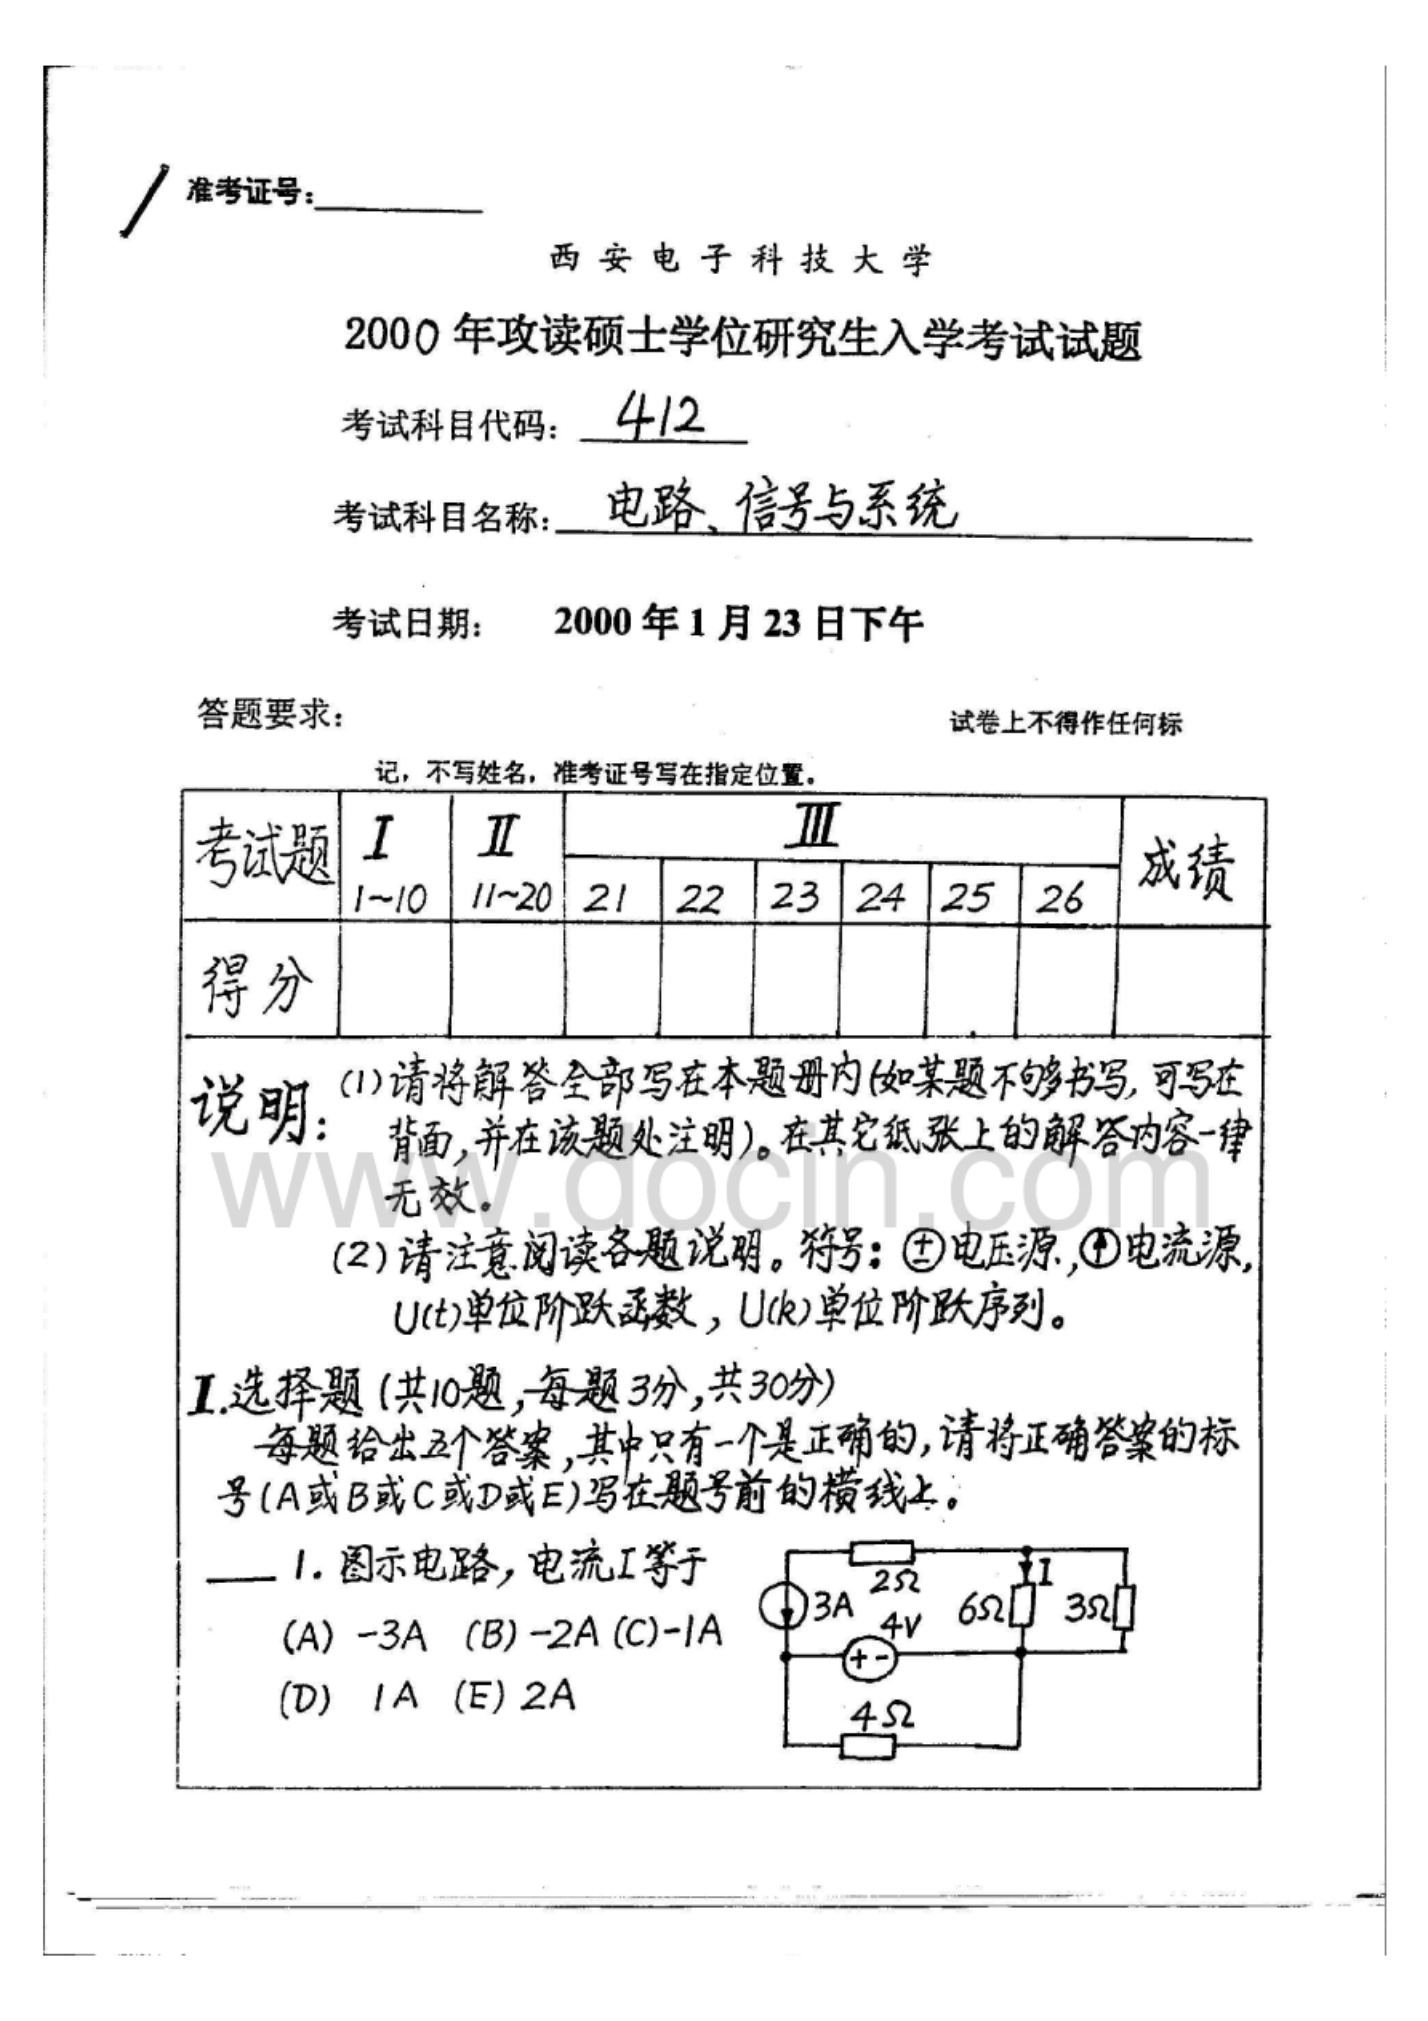 准考证号:
西安电子科技大学
2000年攻读硕士学位研究生入学考试试题
考试科目代码: 412
考试科目名称: 电路、信号与系统
考试日期: 2000年1月23日下午
答题要求: 试卷上不得作任何标
记,不写姓名,准考证号写在指定位置。
考试题 I II III 成绩
1~10 11~20 21 22 23 24 25 26
得分
说明: (1)请将解答全部写在本题册内(如某题不够书写,可写在
背面,并在该题处注明)。在其它纸张上的解答内容一律
无效。
www.docin.com
(2)请注意阅读各题说明。符号: 电压源, 电流源,
U(t)单位阶跃函数, U(k)单位阶跃序列。
I.选择题(共10题,每题3分,共30分)
每题给出五个答案,其中只有一个是正确的,请将正确答案的标
号(A或B或C或D或E)写在题号前的横线上。
1. 图示电路,电流I等于
(A) -3A (B) -2A (C) -1A
(D) 1A (E) 2A
2Ω I
3A 6Ω 3Ω
4V
+ -
4Ω